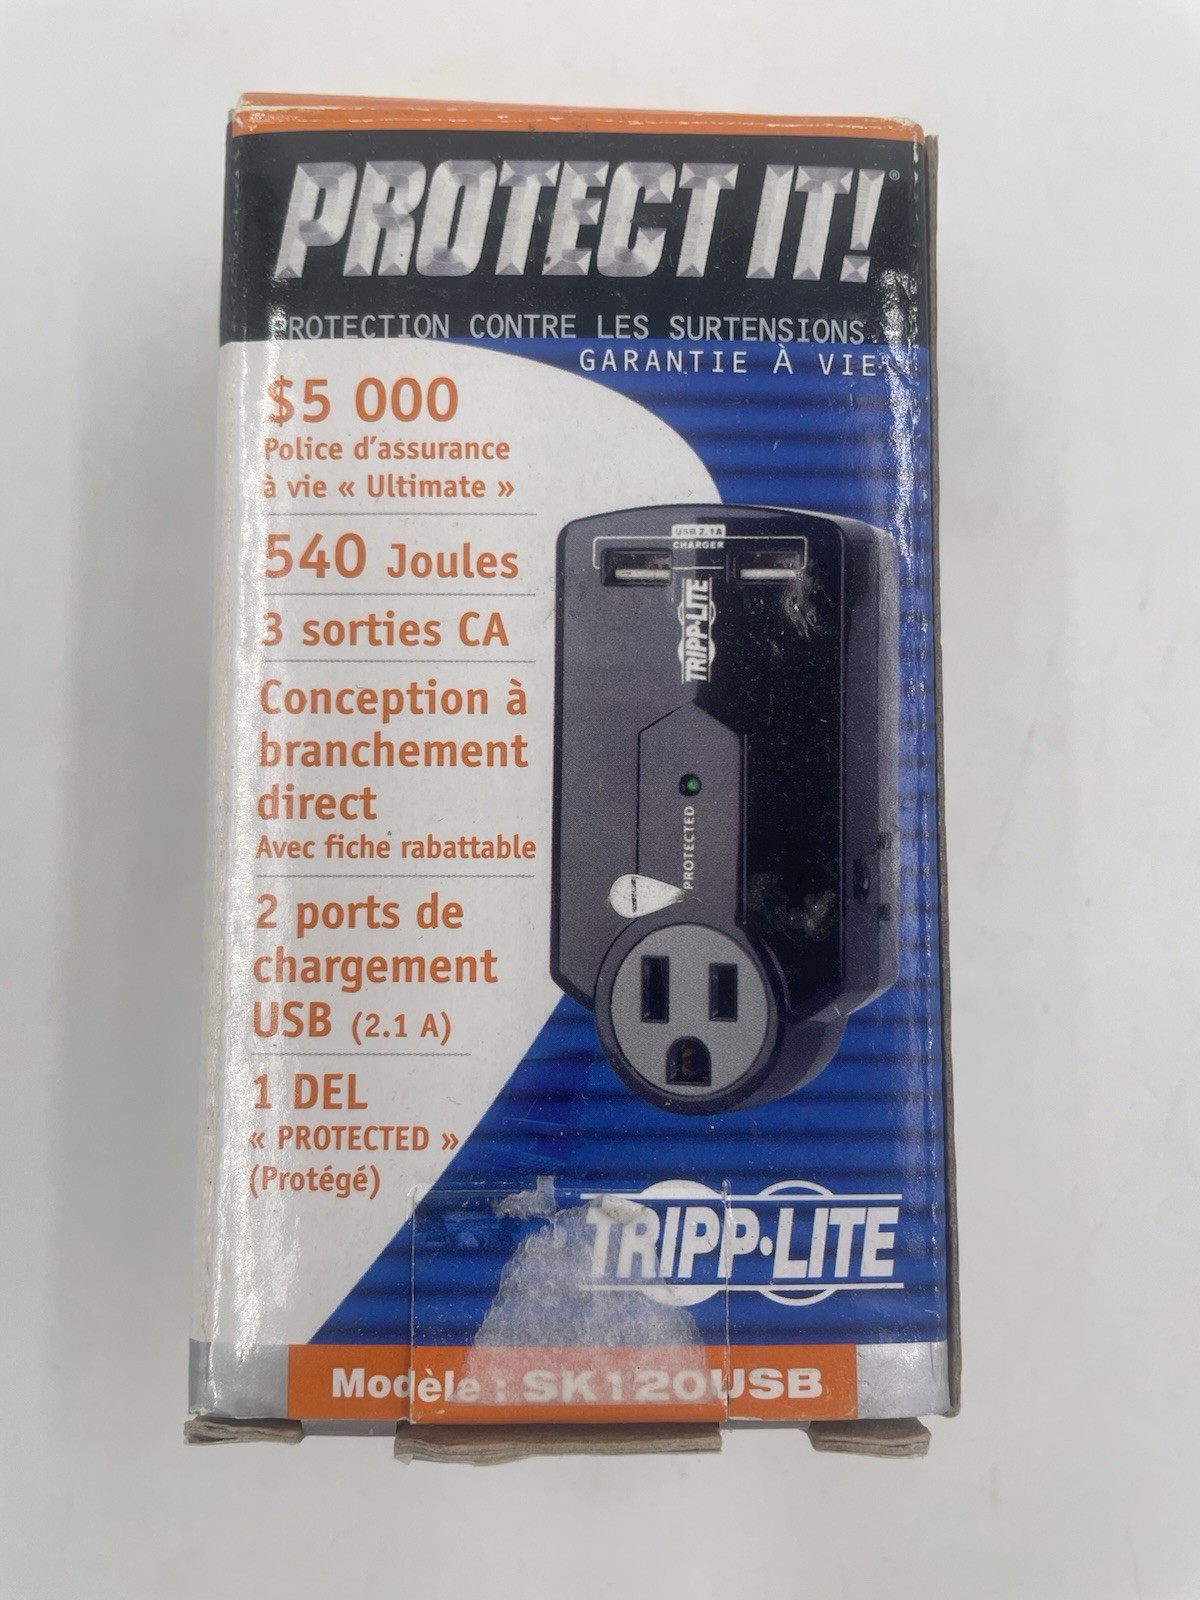 PROTECT IT!®
PROTECTION CONTRE LES SURTENSIONS
GARANTIE À VIE
$5 000
Police d'assurance
à vie « Ultimate »
540 Joules
3 sorties CA
Conception à
branchement
direct
Avec fiche rabattable
2 ports de
chargement
USB (2.1 A)
1 DEL
« PROTECTED »
(Protégé)
USB 2.1A
CHARGER
TRIPP·LITE
PROTECTED
TRIPP·LITE
Modèle : SK120USB